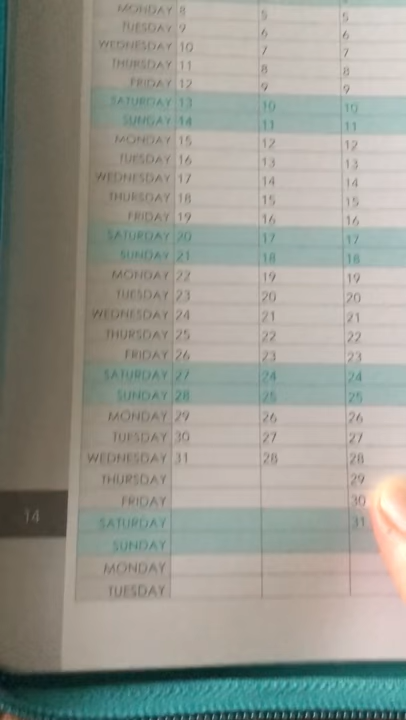 MONDAY 8 5 5
TUESDAY 9 6 6
WEDNESDAY 10 7 7
THURSDAY 11 8 8
FRIDAY 12 9 9
SATURDAY 13 10 10
SUNDAY 14 11 11
MONDAY 15 12 12
TUESDAY 16 13 13
WEDNESDAY 17 14 14
THURSDAY 18 15 15
FRIDAY 19 16 16
SATURDAY 20 17 17
SUNDAY 21 18 18
MONDAY 22 19 19
TUESDAY 23 20 20
WEDNESDAY 24 21 21
THURSDAY 25 22 22
FRIDAY 26 23 23
SATURDAY 27 24 24
SUNDAY 28 25 25
MONDAY 29 26 26
TUESDAY 30 27 27
WEDNESDAY 31 28 28
THURSDAY 29
FRIDAY 30
14
SATURDAY 31
SUNDAY
MONDAY
TUESDAY